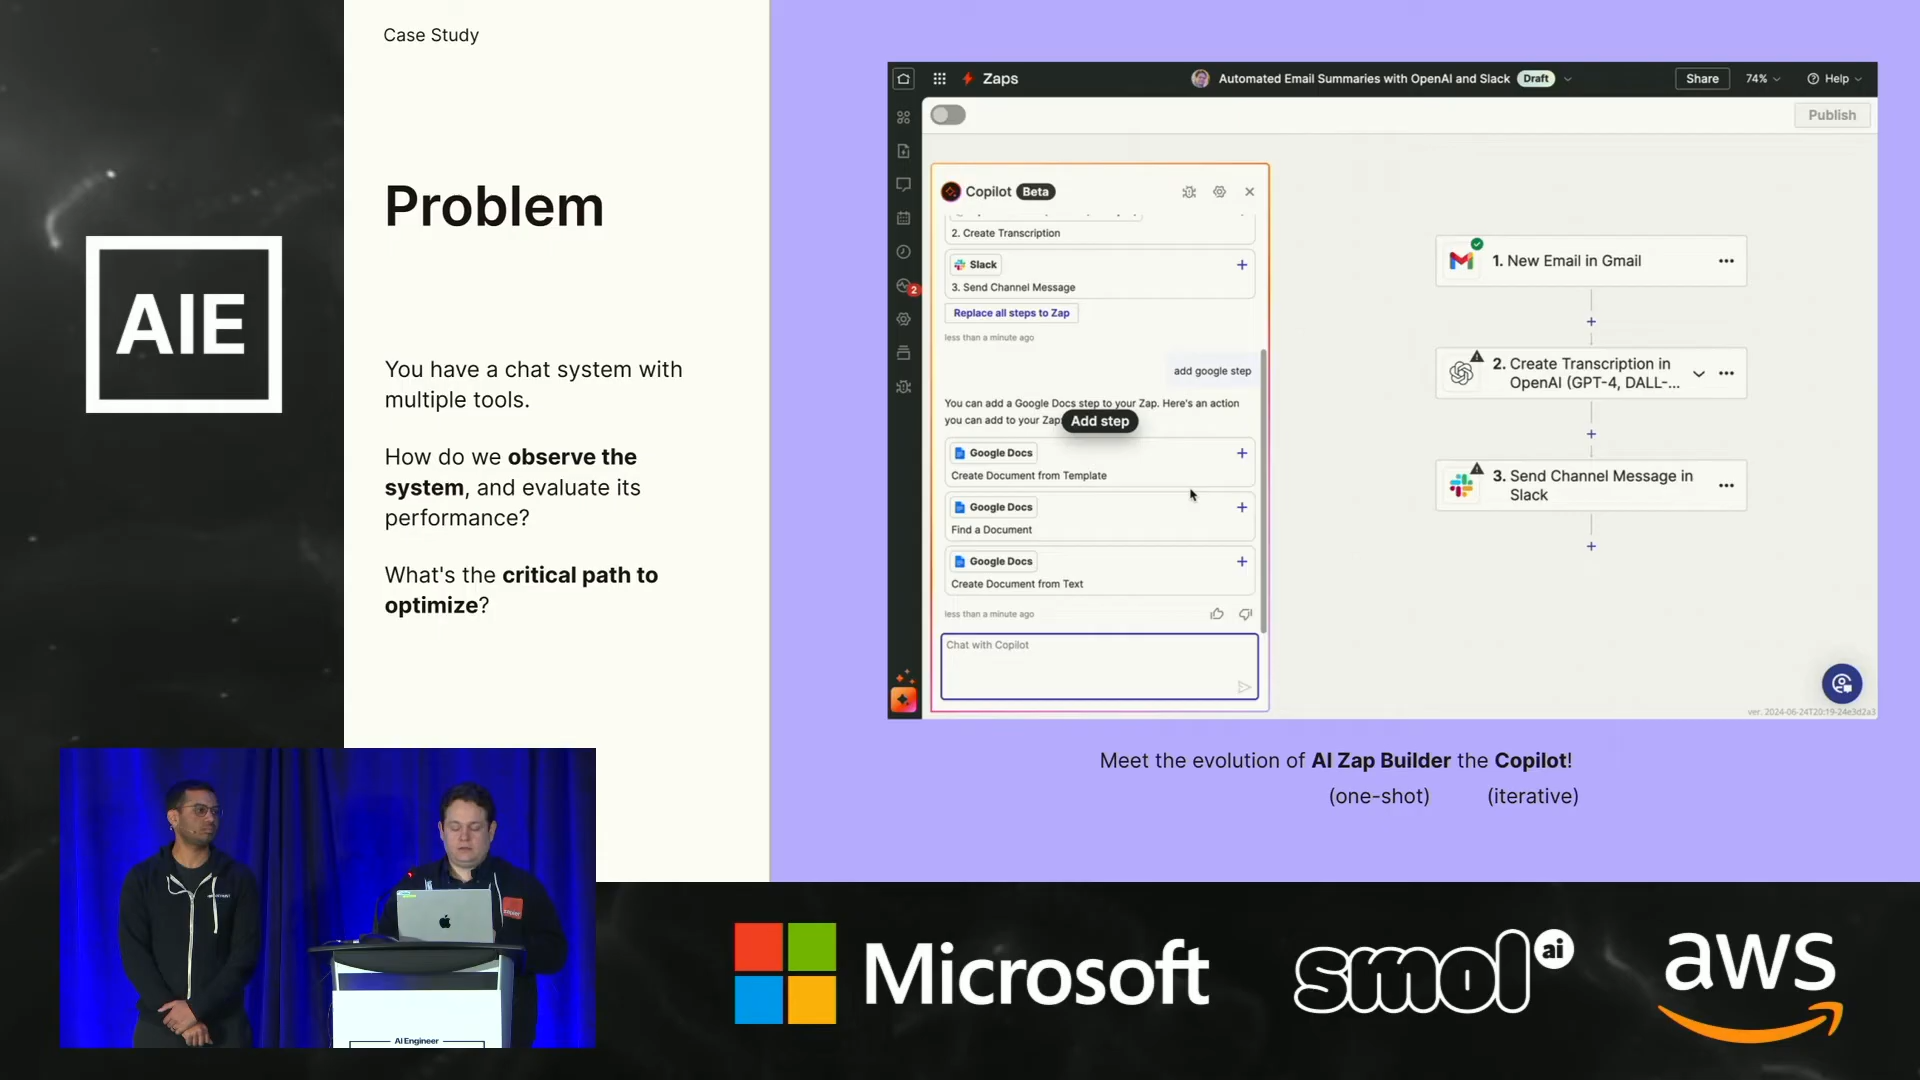 Case Study
Problem
You have a chat system with
multiple tools.
How do we observe the
system, and evaluate its
performance?
What's the critical path to
optimize?
AIE
Zaps
Automated Email Summaries with OpenAI and Slack
Draft
Share
74%
Help
Publish
2
Copilot
Beta
2. Create Transcription
Slack
3. Send Channel Message
Replace all steps to Zap
less than a minute ago
add google step
You can add a Google Docs step to your Zap. Here's an action
you can add to your Zap
Add step
Google Docs
Create Document from Template
Google Docs
Find a Document
Google Docs
Create Document from Text
less than a minute ago
Chat with Copilot
1. New Email in Gmail
2. Create Transcription in
OpenAI (GPT-4, DALL-...
3. Send Channel Message in
Slack
ver. 2024-06-24T20:19-24e3d2a3
Meet the evolution of AI Zap Builder the Copilot!
(one-shot) (iterative)
AI Engineer
Microsoft
smol ai
aws